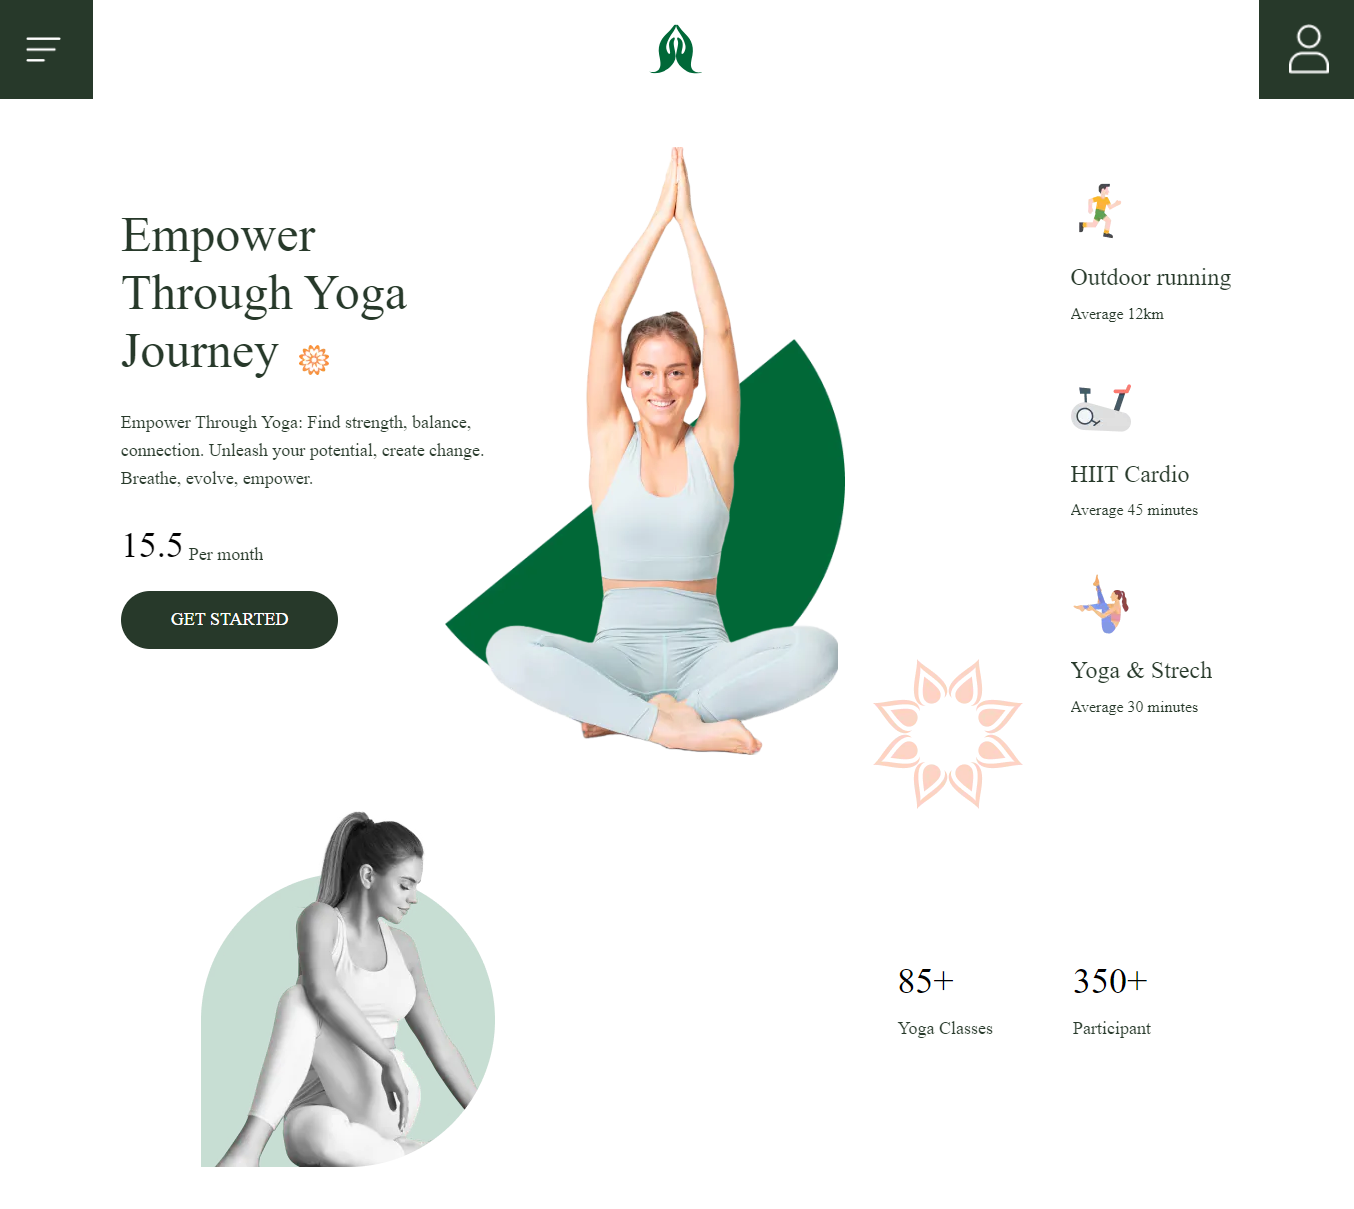 Empower
Through Yoga
Journey
Empower Through Yoga: Find strength, balance,
connection. Unleash your potential, create change.
Breathe, evolve, empower.
15.5 Per month
GET STARTED
Outdoor running
Average 12km
HIIT Cardio
Average 45 minutes
Yoga & Strech
Average 30 minutes
85+
Yoga Classes
350+
Participant